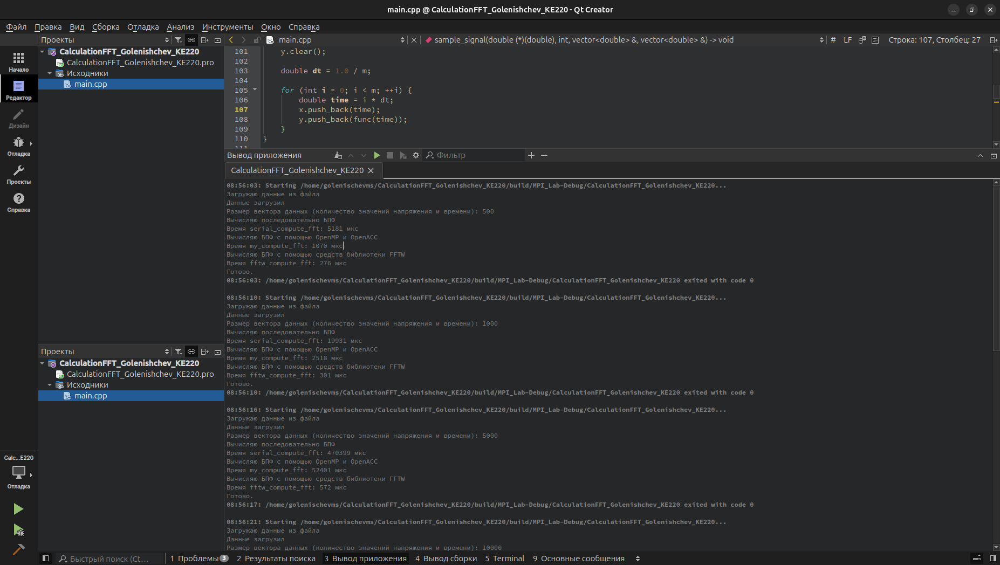 main.cpp @ CalculationFFT_Golenishchev_KE220 - Qt Creator
Файл Правка Вид Сборка Отладка Анализ Инструменты Окно Справка
Проекты
main.cpp
sample_signal(double (*)(double), int, vector<double> &, vector<double> &) -> void
# LF Строка: 107, Столбец: 27
Начало
Редактор
Дизайн
Отладка
Проекты
Справка
CalculationFFT_Golenishchev_KE220
CalculationFFT_Golenishchev_KE220.pro
Исходники
main.cpp
101 y.clear();
102
103 double dt = 1.0 / m;
104
105 for (int i = 0; i < m; ++i) {
106 double time = i * dt;
107 x.push_back(time);
108 y.push_back(func(time));
109 }
110 }
111
Вывод приложения
Фильтр
CalculationFFT_Golenishchev_KE220
08:56:03: Starting /home/golenischevms/CalculationFFT_Golenishchev_KE220/build/MPI_Lab-Debug/CalculationFFT_Golenishchev_KE220...
Загружаю данные из файла
Данные загрузил
Размер вектора данных (количество значений напряжения и времени): 500
Вычисляю последовательно БПФ
Время serial_compute_fft: 5181 мкс
Вычисляю БПФ с помощью OpenMP и OpenACC
Время my_compute_fft: 1070 мкс
Вычисляю БПФ с помощью средств библиотеки FFTW
Время fftw_compute_fft: 276 мкс
Готово.
08:56:03: /home/golenischevms/CalculationFFT_Golenishchev_KE220/build/MPI_Lab-Debug/CalculationFFT_Golenishchev_KE220 exited with code 0
08:56:10: Starting /home/golenischevms/CalculationFFT_Golenishchev_KE220/build/MPI_Lab-Debug/CalculationFFT_Golenishchev_KE220...
Загружаю данные из файла
Данные загрузил
Размер вектора данных (количество значений напряжения и времени): 1000
Вычисляю последовательно БПФ
Время serial_compute_fft: 19931 мкс
Вычисляю БПФ с помощью OpenMP и OpenACC
Время my_compute_fft: 2518 мкс
Вычисляю БПФ с помощью средств библиотеки FFTW
Время fftw_compute_fft: 301 мкс
Готово.
08:56:10: /home/golenischevms/CalculationFFT_Golenishchev_KE220/build/MPI_Lab-Debug/CalculationFFT_Golenishchev_KE220 exited with code 0
08:56:16: Starting /home/golenischevms/CalculationFFT_Golenishchev_KE220/build/MPI_Lab-Debug/CalculationFFT_Golenishchev_KE220...
Загружаю данные из файла
Данные загрузил
Размер вектора данных (количество значений напряжения и времени): 5000
Вычисляю последовательно БПФ
Время serial_compute_fft: 470399 мкс
Вычисляю БПФ с помощью OpenMP и OpenACC
Время my_compute_fft: 52401 мкс
Вычисляю БПФ с помощью средств библиотеки FFTW
Время fftw_compute_fft: 572 мкс
Готово.
08:56:17: /home/golenischevms/CalculationFFT_Golenishchev_KE220/build/MPI_Lab-Debug/CalculationFFT_Golenishchev_KE220 exited with code 0
08:56:21: Starting /home/golenischevms/CalculationFFT_Golenishchev_KE220/build/MPI_Lab-Debug/CalculationFFT_Golenishchev_KE220...
Загружаю данные из файла
Данные загрузил
Размер вектора данных (количество значений напряжения и времени): 10000
Проекты
CalculationFFT_Golenishchev_KE220
CalculationFFT_Golenishchev_KE220.pro
Исходники
main.cpp
Calc...E220
Отладка
Быстрый поиск (Ct...
1 Проблемы 3
2 Результаты поиска
3 Вывод приложения
4 Вывод сборки
5 Terminal
9 Основные сообщения